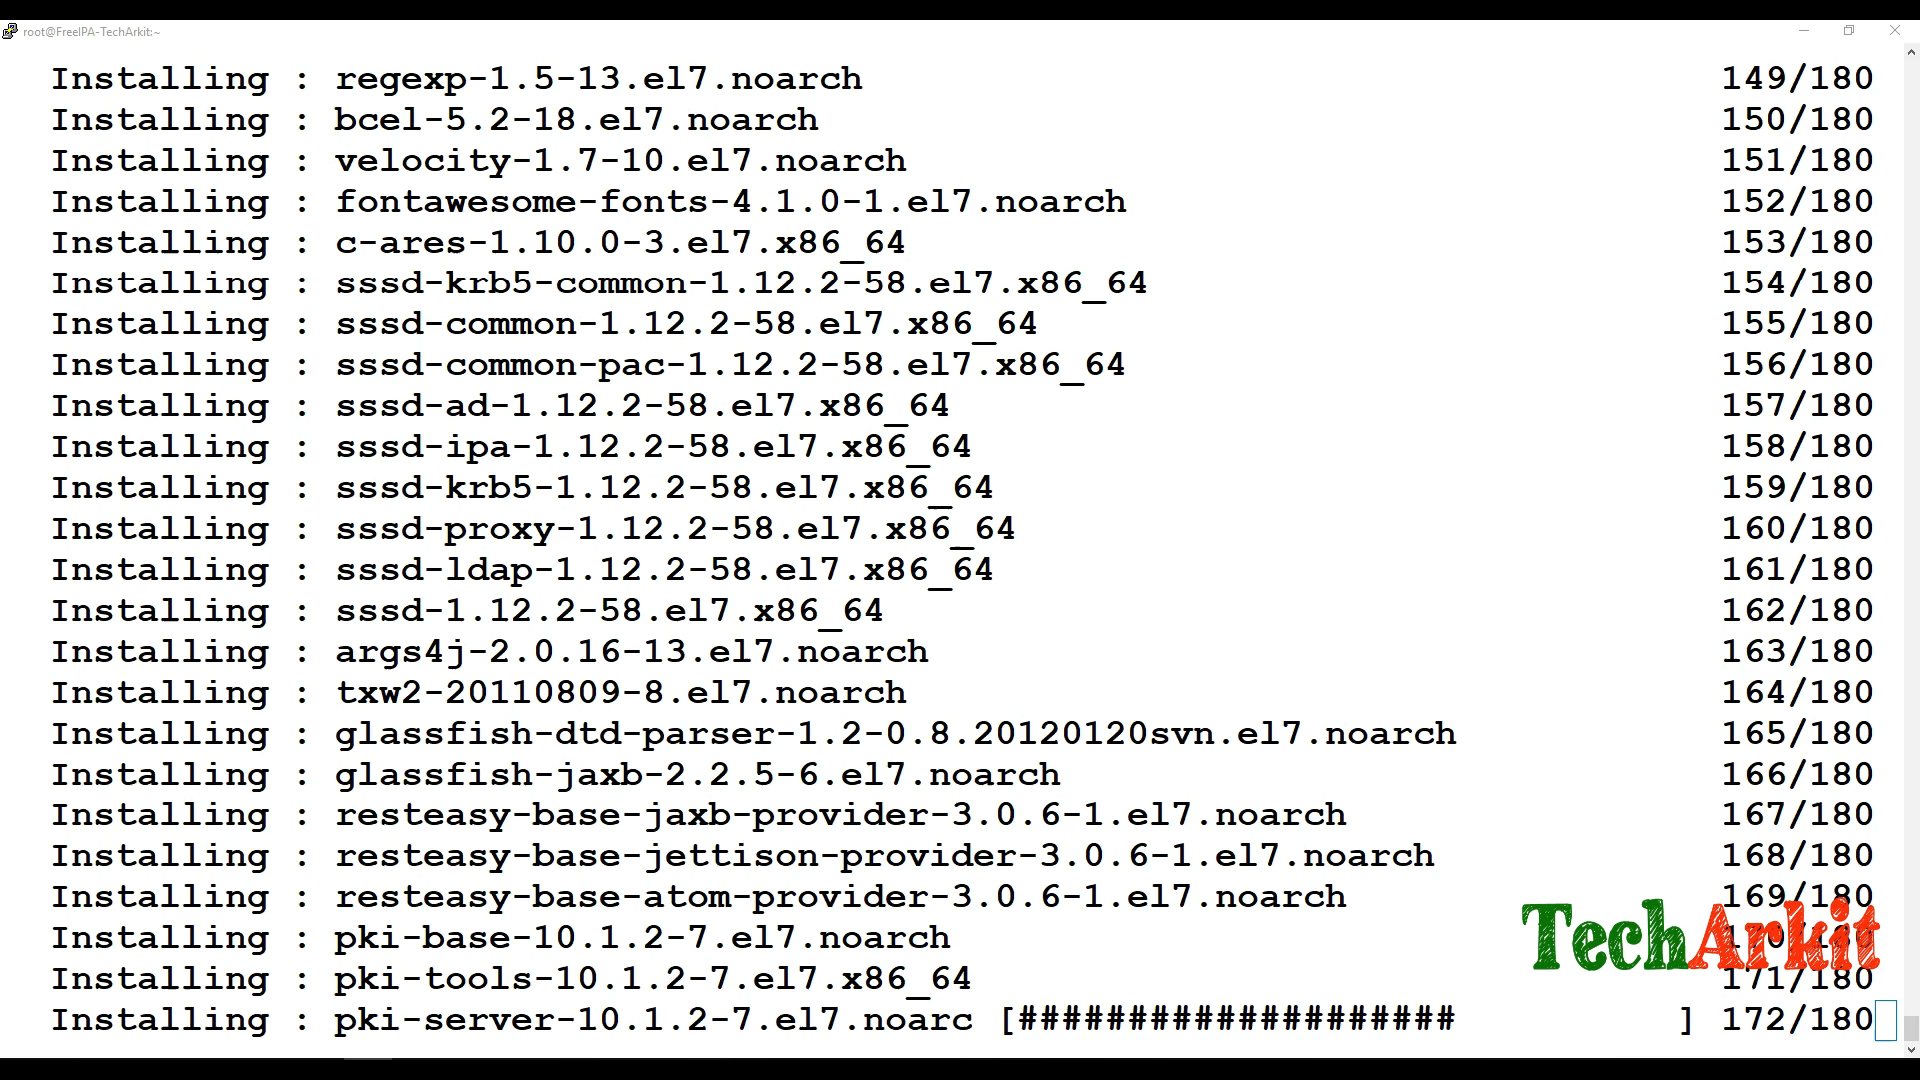 root@FreeIPA-TechArkit:~
Installing : regexp-1.5-13.el7.noarch 149/180
Installing : bcel-5.2-18.el7.noarch 150/180
Installing : velocity-1.7-10.el7.noarch 151/180
Installing : fontawesome-fonts-4.1.0-1.el7.noarch 152/180
Installing : c-ares-1.10.0-3.el7.x86_64 153/180
Installing : sssd-krb5-common-1.12.2-58.el7.x86_64 154/180
Installing : sssd-common-1.12.2-58.el7.x86_64 155/180
Installing : sssd-common-pac-1.12.2-58.el7.x86_64 156/180
Installing : sssd-ad-1.12.2-58.el7.x86_64 157/180
Installing : sssd-ipa-1.12.2-58.el7.x86_64 158/180
Installing : sssd-krb5-1.12.2-58.el7.x86_64 159/180
Installing : sssd-proxy-1.12.2-58.el7.x86_64 160/180
Installing : sssd-ldap-1.12.2-58.el7.x86_64 161/180
Installing : sssd-1.12.2-58.el7.x86_64 162/180
Installing : args4j-2.0.16-13.el7.noarch 163/180
Installing : txw2-20110809-8.el7.noarch 164/180
Installing : glassfish-dtd-parser-1.2-0.8.20120120svn.el7.noarch 165/180
Installing : glassfish-jaxb-2.2.5-6.el7.noarch 166/180
Installing : resteasy-base-jaxb-provider-3.0.6-1.el7.noarch 167/180
Installing : resteasy-base-jettison-provider-3.0.6-1.el7.noarch 168/180
Installing : resteasy-base-atom-provider-3.0.6-1.el7.noarch 169/180
Installing : pki-base-10.1.2-7.el7.noarch 170/180
Installing : pki-tools-10.1.2-7.el7.x86_64 171/180
Installing : pki-server-10.1.2-7.el7.noarc [#################### ] 172/180
TechArkit